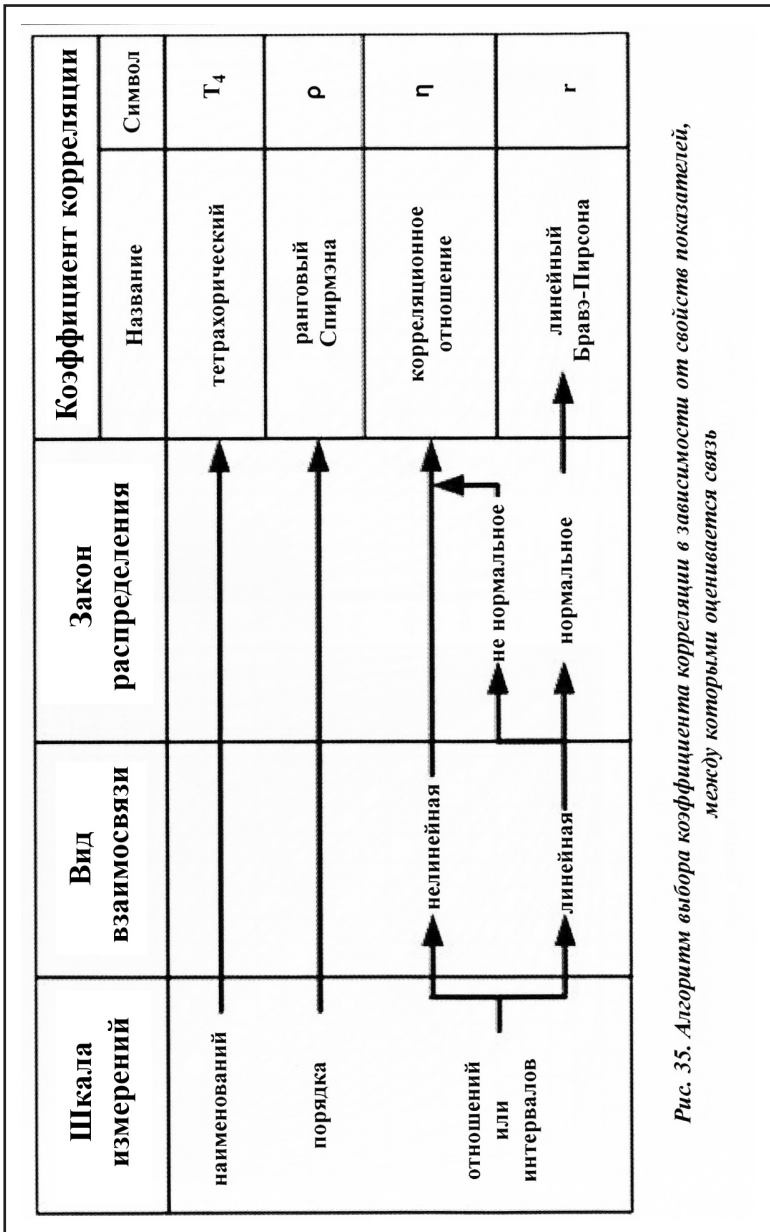 Шкала
измерений
Вид
взаимосвязи
Закон
распределения
Коэффициент корреляции
Название
Символ
наименований
тетрахорический
T₄
порядка
ранговый
Спирмэна
ρ
отношений
или
интервалов
нелинейная
корреляционное
отношение
η
не нормальное
линейная
нормальное
линейный
Бравэ-Пирсона
r
Рис. 35. Алгоритм выбора коэффициента корреляции в зависимости от свойств показателей,
между которыми оценивается связь